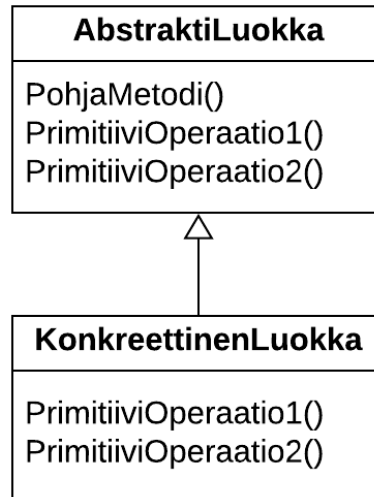 AbstraktiLuokka
PohjaMetodi()
PrimitiiviOperaatio1()
PrimitiiviOperaatio2()
KonkreettinenLuokka
PrimitiiviOperaatio1()
PrimitiiviOperaatio2()